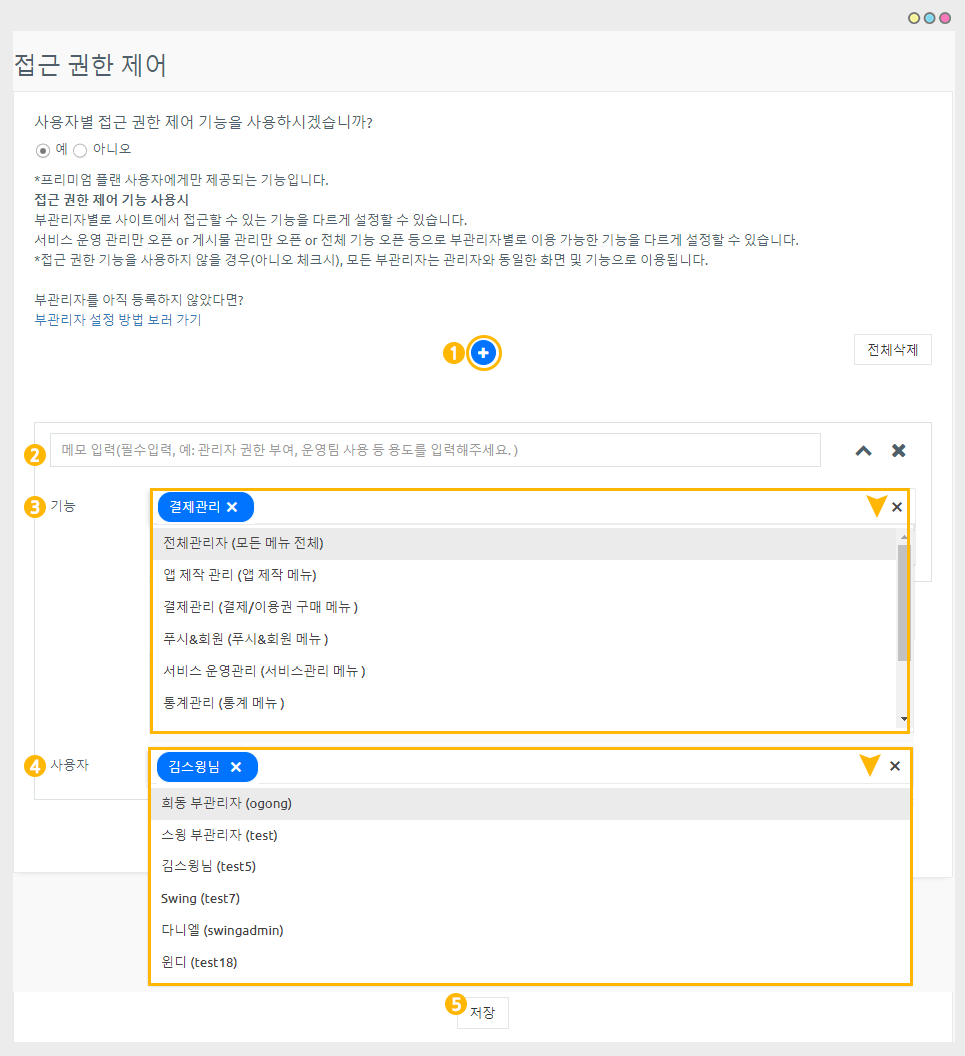 접근 권한 제어
사용자별 접근 권한 제어 기능을 사용하시겠습니까?
예 아니오
*프리미엄 플랜 사용자에게만 제공되는 기능입니다.
접근 권한 제어 기능 사용시
부관리자별로 사이트에서 접근할 수 있는 기능을 다르게 설정할 수 있습니다.
서비스 운영 관리만 오픈 or 게시물 관리만 오픈 or 전체 기능 오픈 등으로 부관리자별로 이용 가능한 기능을 다르게 설정할 수 있습니다.
*접근 권한 기능을 사용하지 않을 경우(아니오 체크시), 모든 부관리자는 관리자와 동일한 화면 및 기능으로 이용됩니다.
부관리자를 아직 등록하지 않았다면?
부관리자 설정 방법 보러 가기
1 전체삭제
2 메모 입력(필수입력, 예: 관리자 권한 부여, 운영팀 사용 등 용도를 입력해주세요.)
3 기능 결제관리
전체관리자 (모든 메뉴 전체)
앱 제작 관리 (앱 제작 메뉴)
결제관리 (결제/이용권 구매 메뉴)
푸시&회원 (푸시&회원 메뉴)
서비스 운영관리 (서비스관리 메뉴)
통계관리 (통계 메뉴)
4 사용자 김스윙님
희동 부관리자 (ogong)
스윙 부관리자 (test)
김스윙님 (test5)
Swing (test7)
다니엘 (swingadmin)
윈디 (test18)
5 저장